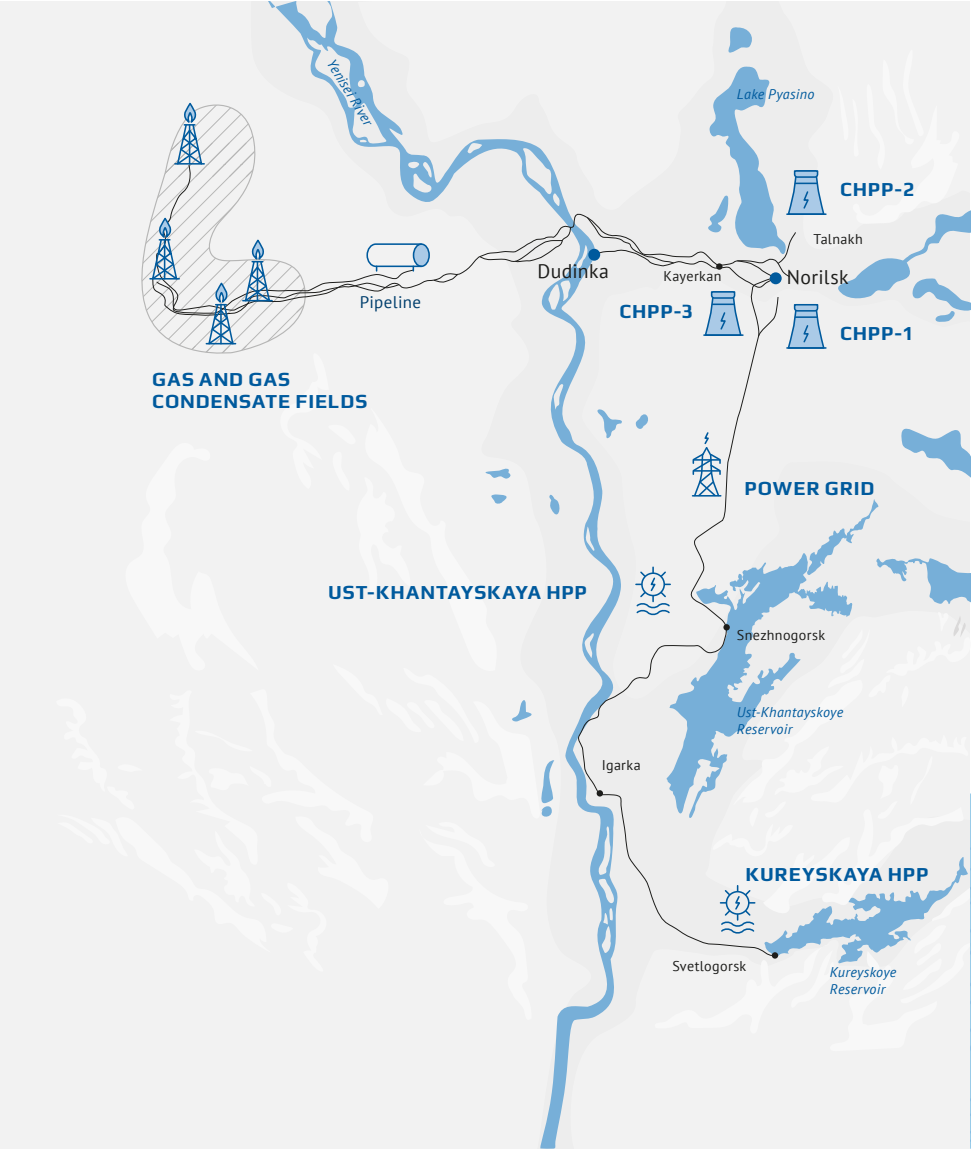 Yenisei River
Lake Pyasino
CHPP-2
Talnakh
Dudinka
Kayerkan
Norilsk
Pipeline
CHPP-3
CHPP-1
GAS AND GAS
CONDENSATE FIELDS
POWER GRID
UST-KHANTAYSKAYA HPP
Snezhnogorsk
Ust-Khantayskoye
Reservoir
Igarka
KUREYSKAYA HPP
Svetlogorsk
Kureyskoye
Reservoir